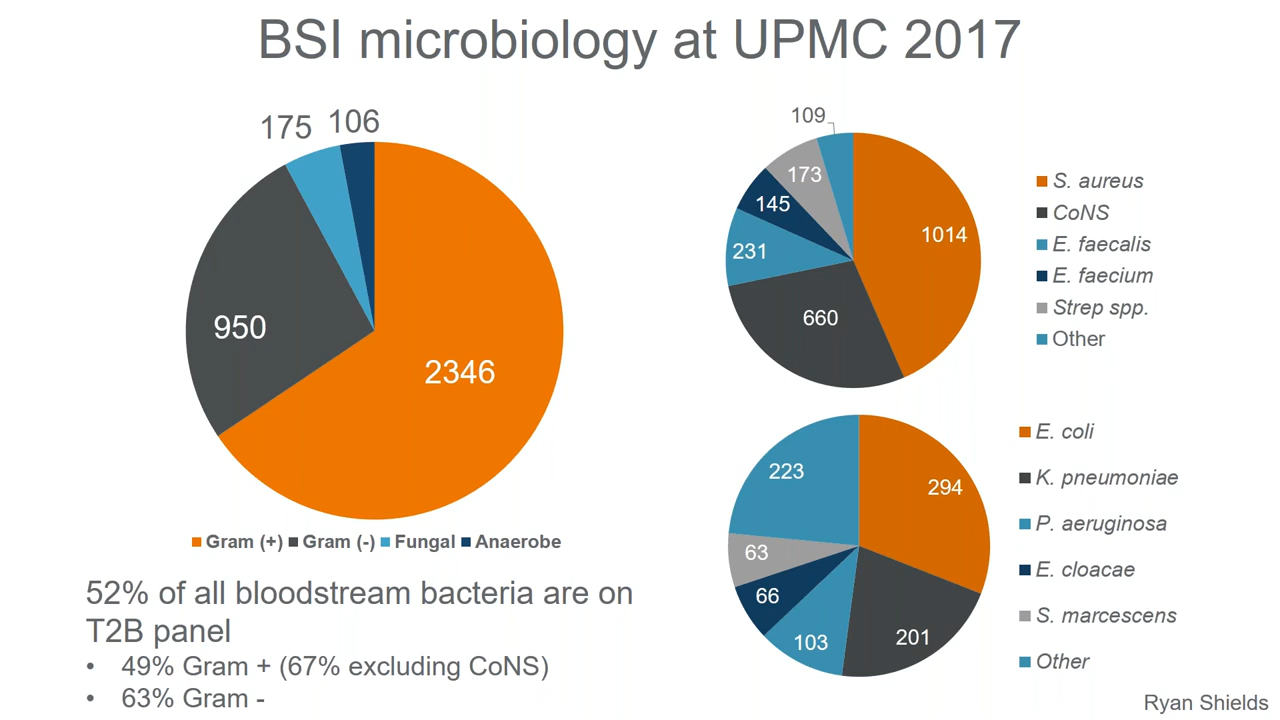 BSI microbiology at UPMC 2017
175 106
950
2346
Gram (+) Gram (-) Fungal Anaerobe
52% of all bloodstream bacteria are on
T2B panel
• 49% Gram + (67% excluding CoNS)
• 63% Gram -
109
173
145
231
1014
660
S. aureus
CoNS
E. faecalis
E. faecium
Strep spp.
Other
223
294
63
66
103
201
E. coli
K. pneumoniae
P. aeruginosa
E. cloacae
S. marcescens
Other
Ryan Shields